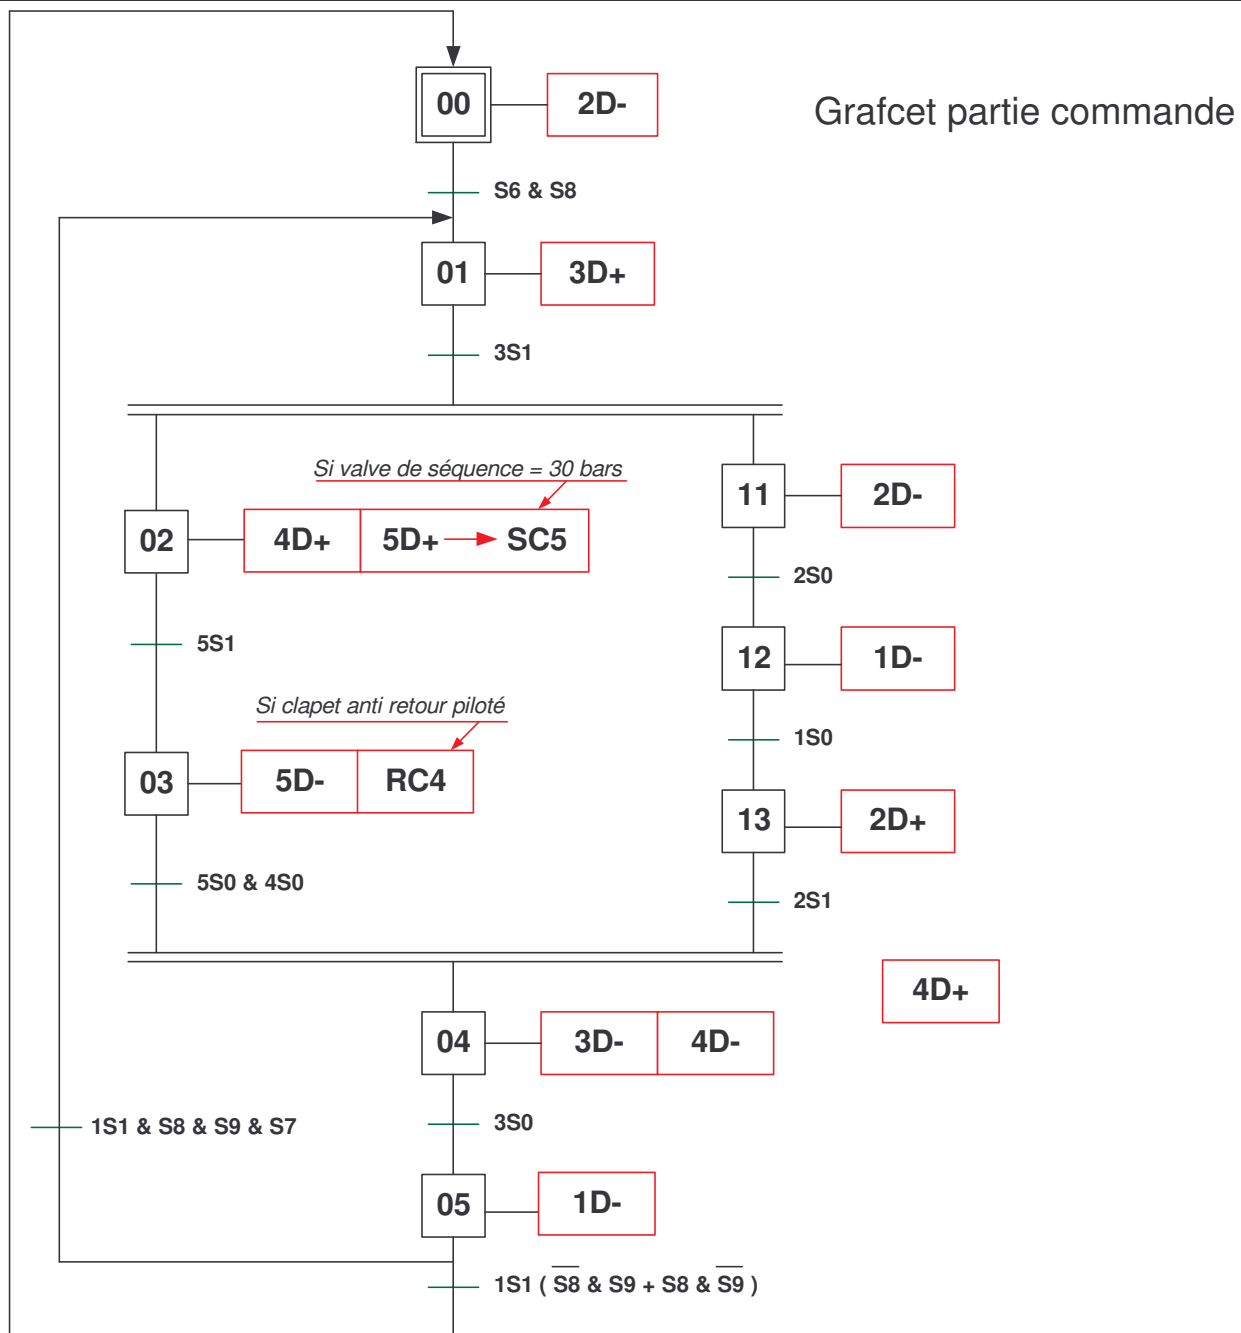 00
2D-
Grafcet partie commande
S6 & S8
01
3D+
3S1
Si valve de séquence = 30 bars
11
2D-
02
4D+
5D+ → SC5
2S0
5S1
12
1D-
Si clapet anti retour piloté
1S0
03
5D-
RC4
13
2D+
5S0 & 4S0
2S1
4D+
04
3D-
4D-
1S1 & S8 & S9 & S7
3S0
05
1D-
1S1 ( S̅8̅ & S9 + S8 & S̅9̅ )